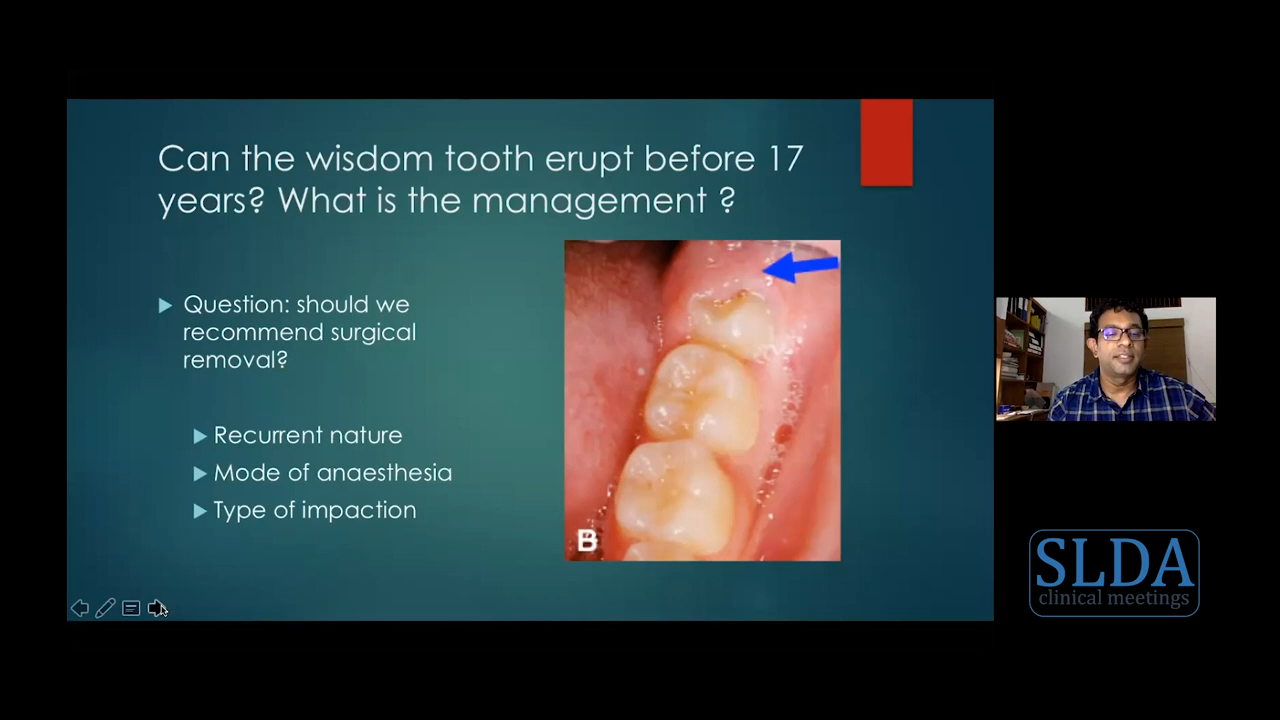 Can the wisdom tooth erupt before 17
years? What is the management ?
Question: should we
recommend surgical
removal?
Recurrent nature
Mode of anaesthesia
Type of impaction
B
SLDA
clinical meetings